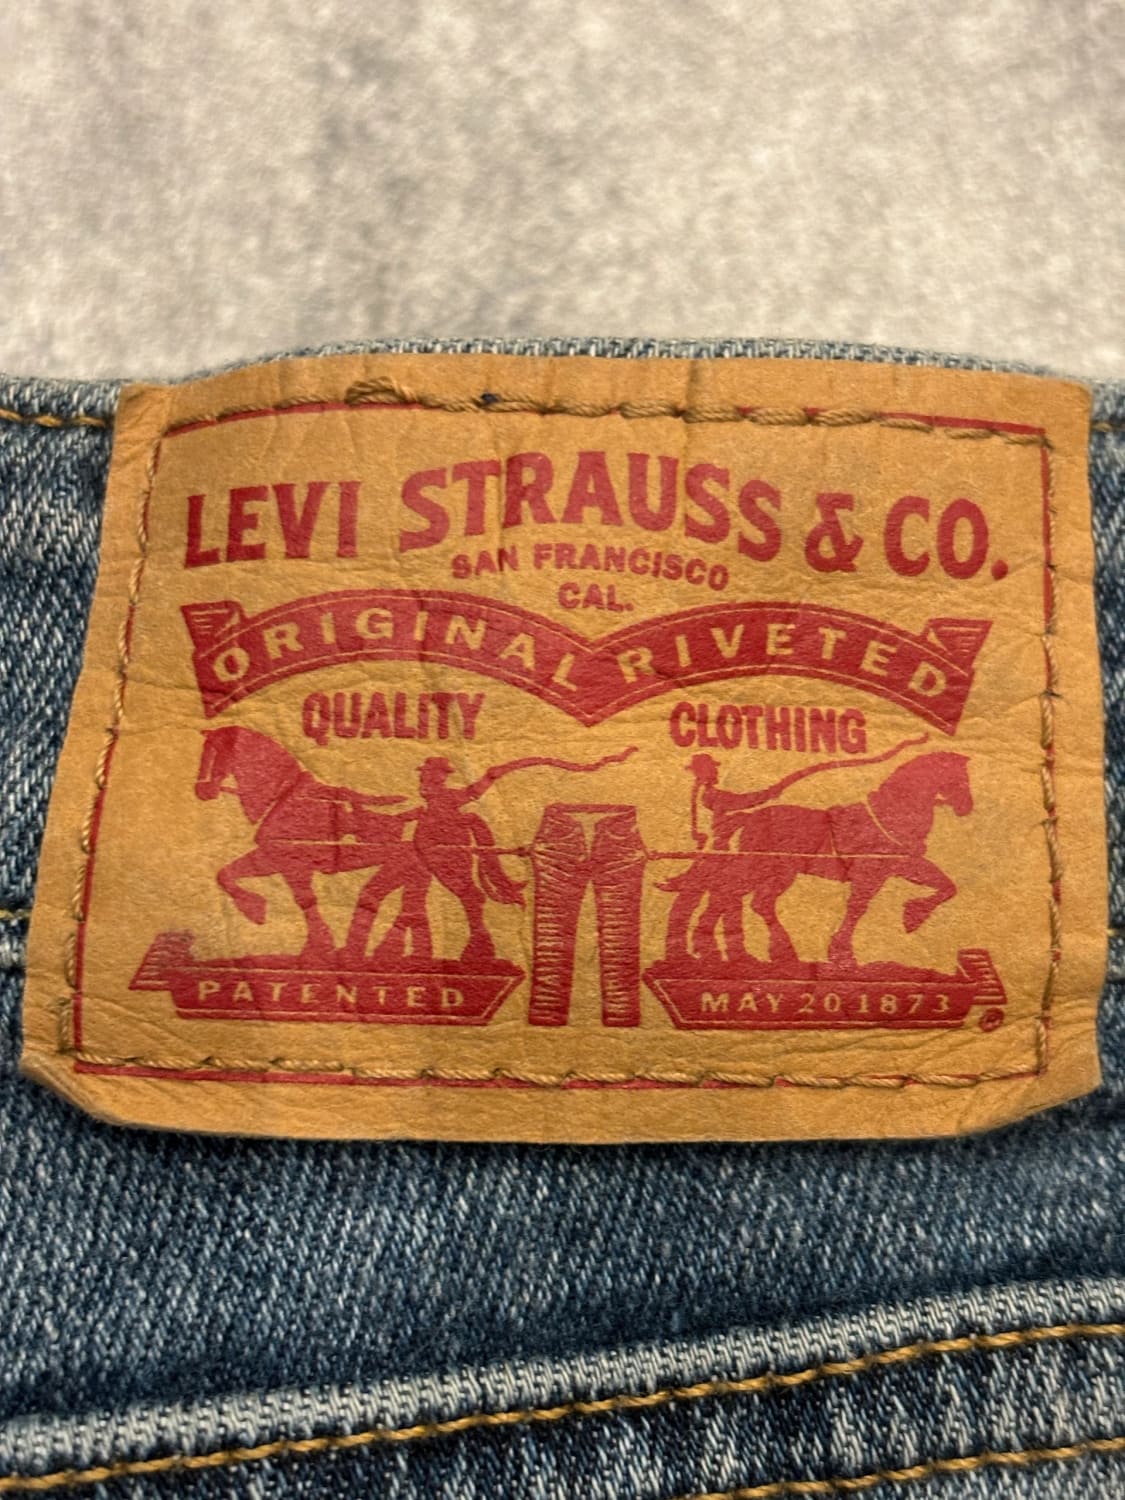 LEVI STRAUSS & CO.
SAN FRANCISCO
CAL.
ORIGINAL RIVETED
QUALITY CLOTHING
PATENTED MAY 20 1873
®